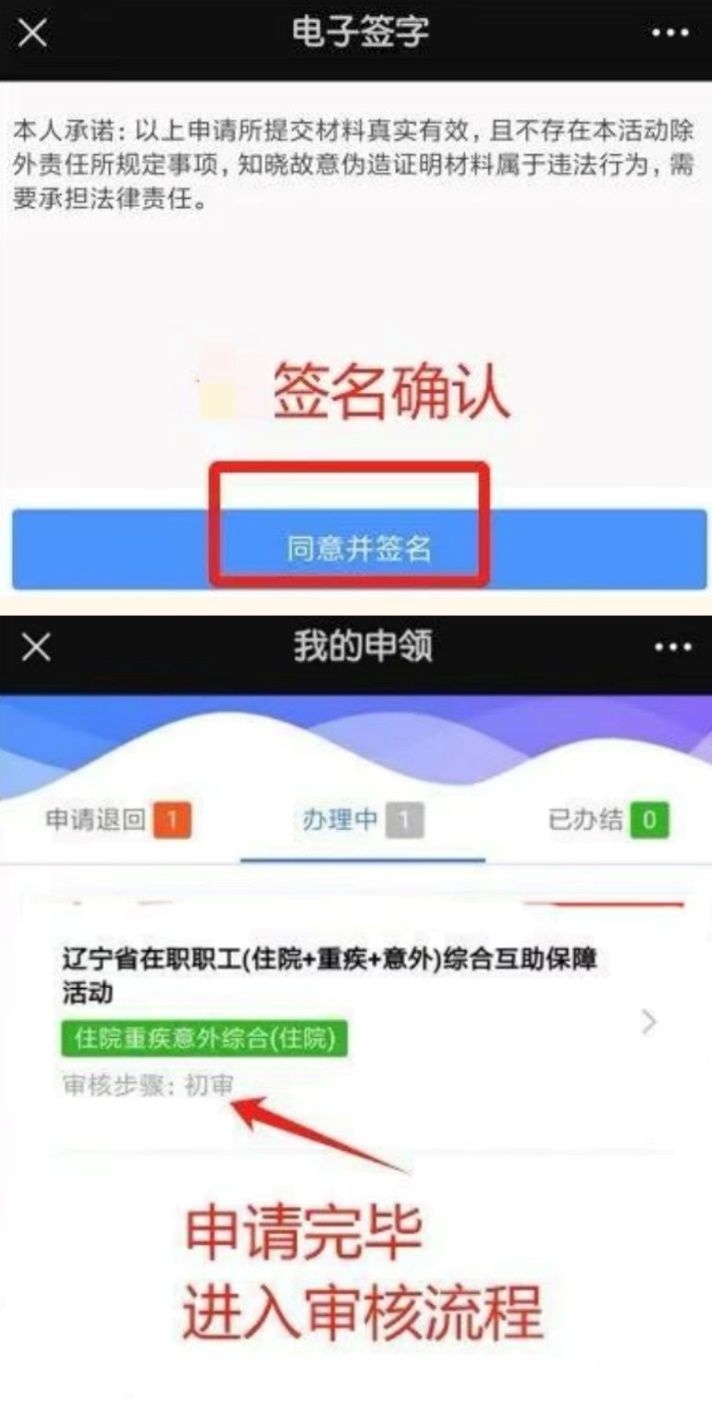 电子签字
本人承诺：以上申请所提交材料真实有效，且不存在本活动除
外责任所规定事项，知晓故意伪造证明材料属于违法行为，需
要承担法律责任。
签名确认
同意并签名
我的申领
申请退回 1 办理中 1 已办结 0
辽宁省在职职工(住院+重疾+意外)综合互助保障
活动
住院重疾意外综合(住院)
审核步骤：初审
申请完毕
进入审核流程